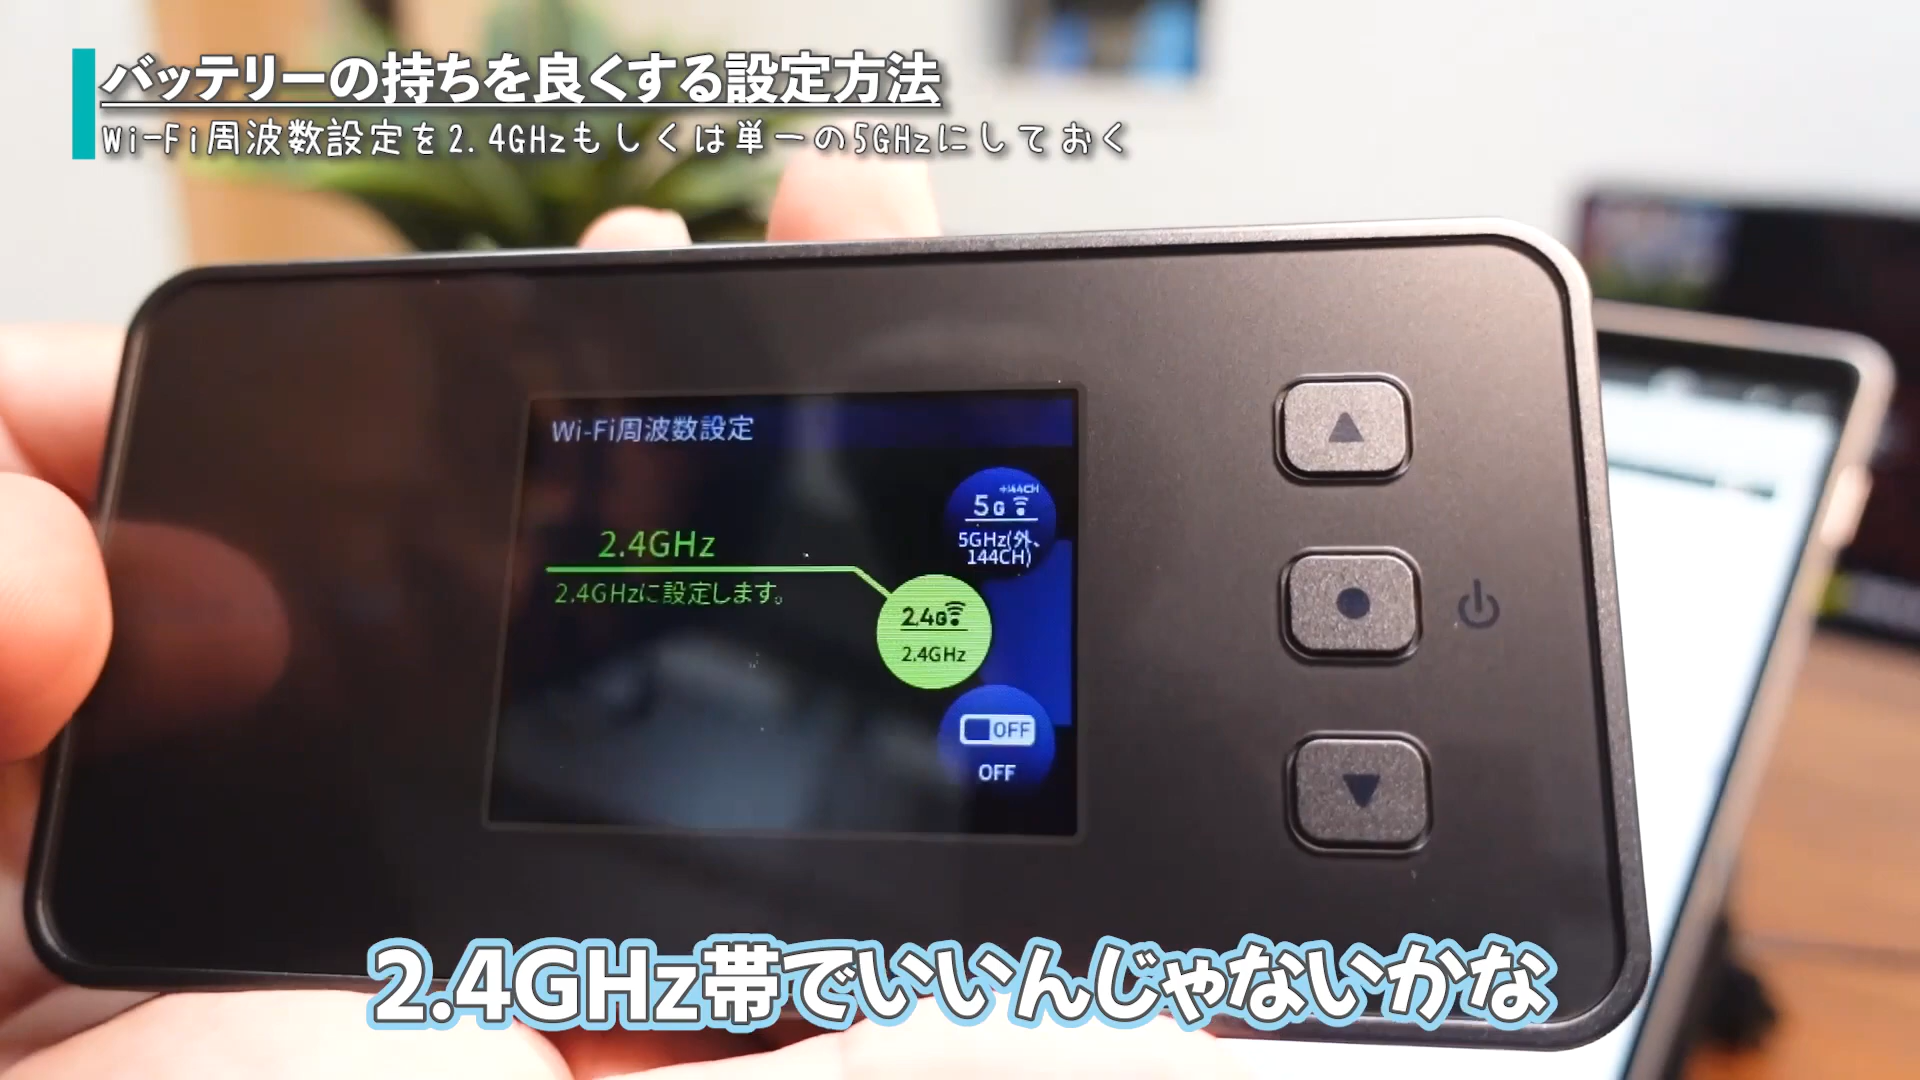 バッテリーの持ちを良くする設定方法
Wi-Fi周波数設定を2.4GHzもしくは単一の5GHzにしておく
Wi-Fi周波数設定
+144CH
5G
5GHz(外、
144CH)
2.4GHz
2.4GHzに設定します。
2.4G
2.4GHz
OFF
OFF
2.4GHz帯でいいんじゃないかな